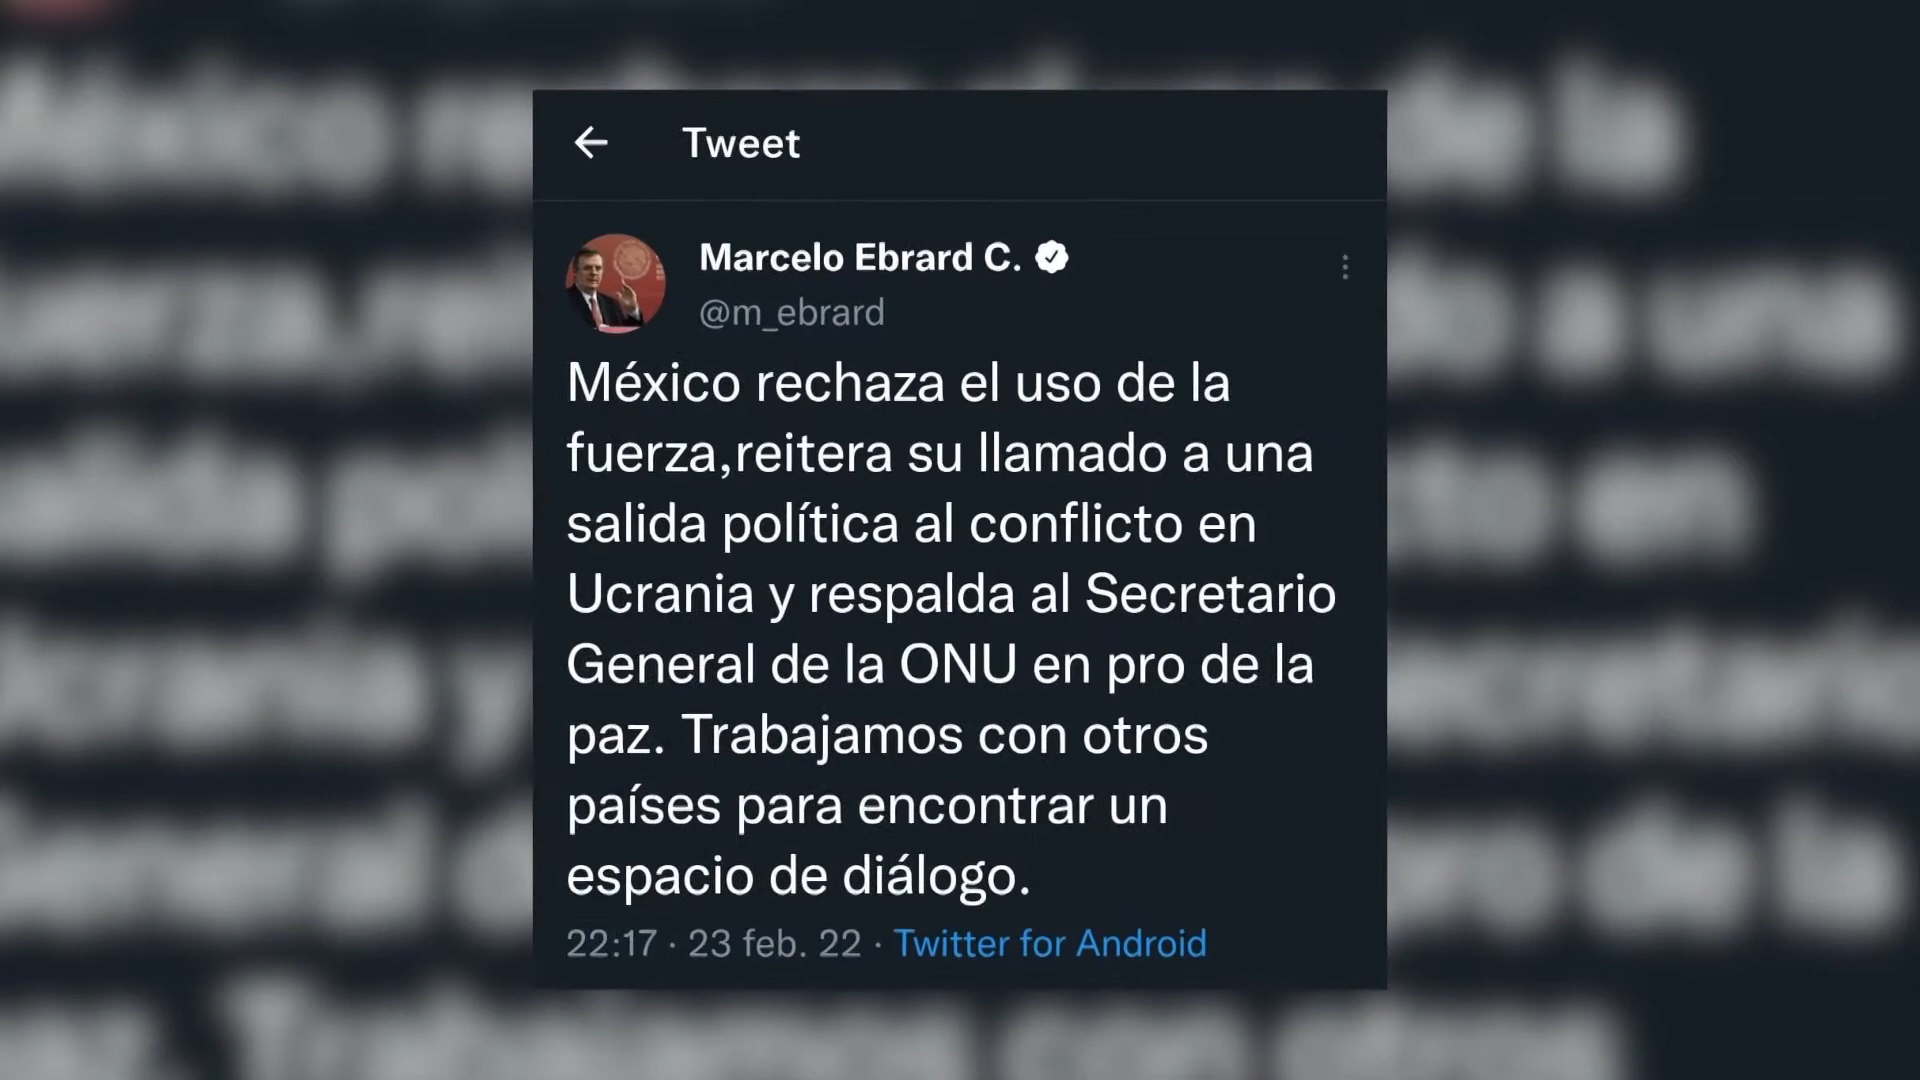 Tweet
Marcelo Ebrard C.
@m_ebrard
México rechaza el uso de la
fuerza,reitera su llamado a una
salida política al conflicto en
Ucrania y respalda al Secretario
General de la ONU en pro de la
paz. Trabajamos con otros
países para encontrar un
espacio de diálogo.
22:17 · 23 feb. 22 · Twitter for Android